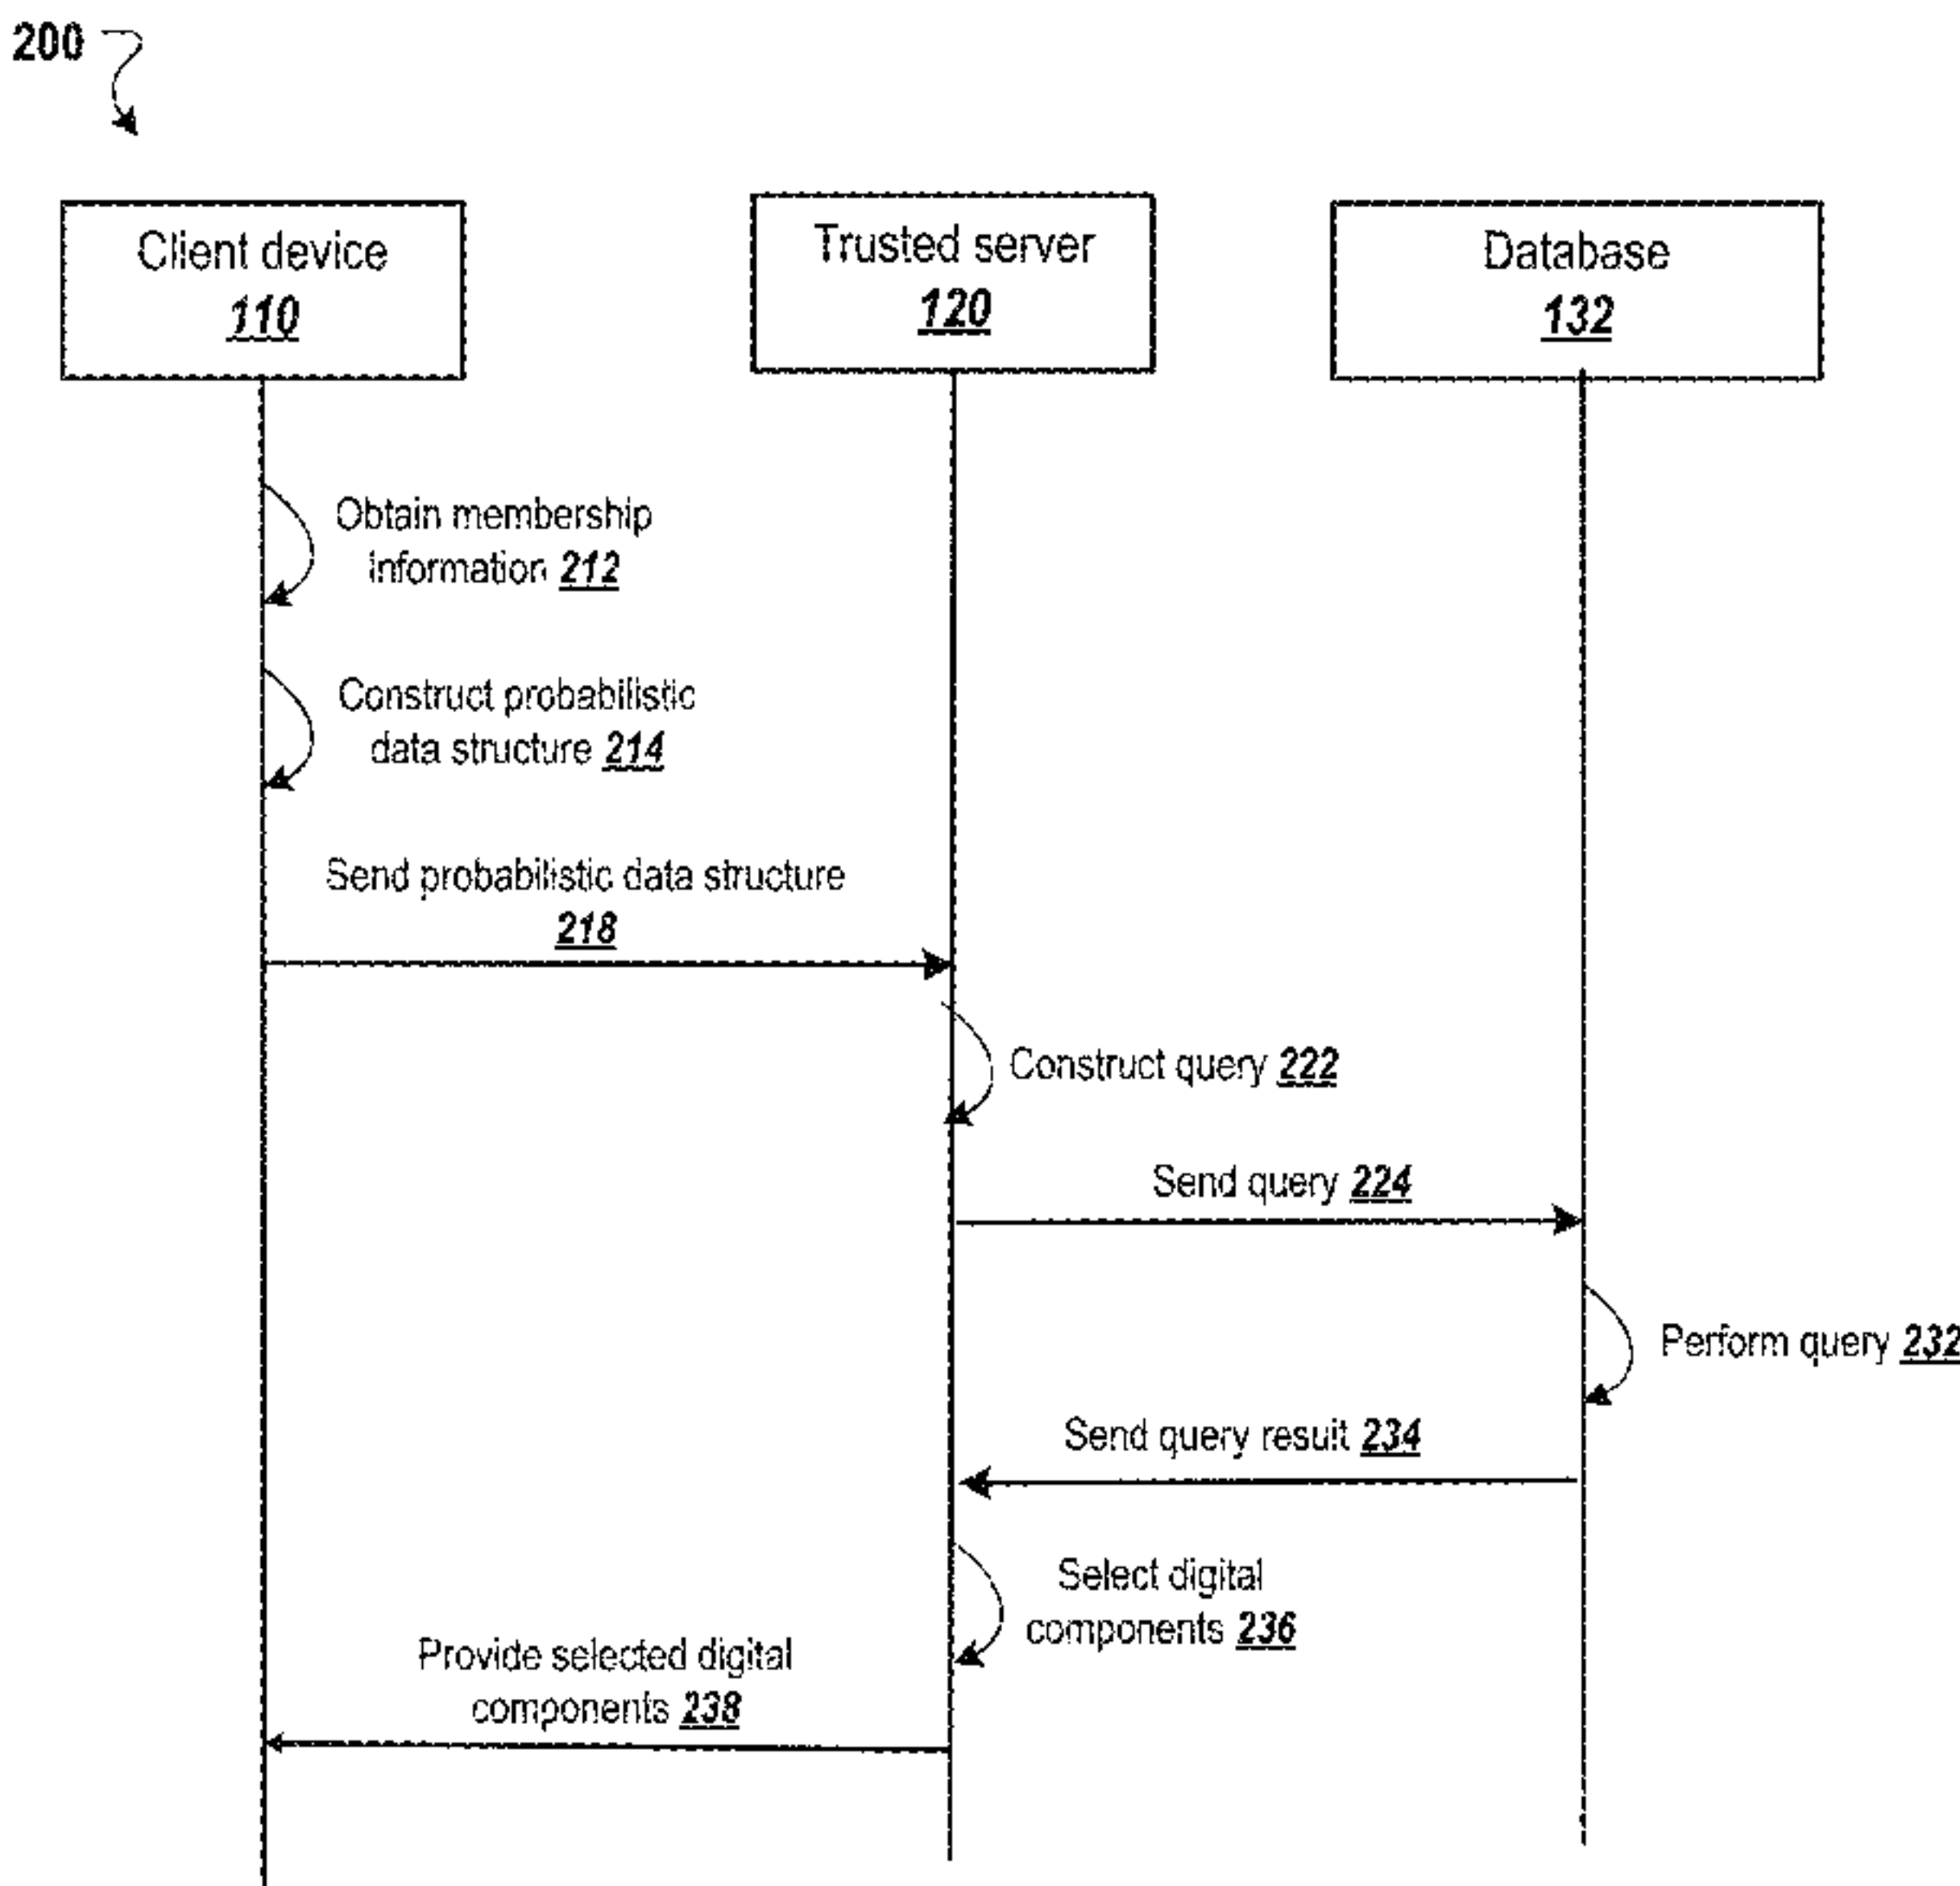 200
Client device
110
Trusted server
120
Database
132
Obtain membership
information 212
Construct probabilistic
data structure 214
Send probabilistic data structure
218
Construct query 222
Send query 224
Perform query 232
Send query result 234
Select digital
components 236
Provide selected digital
components 238